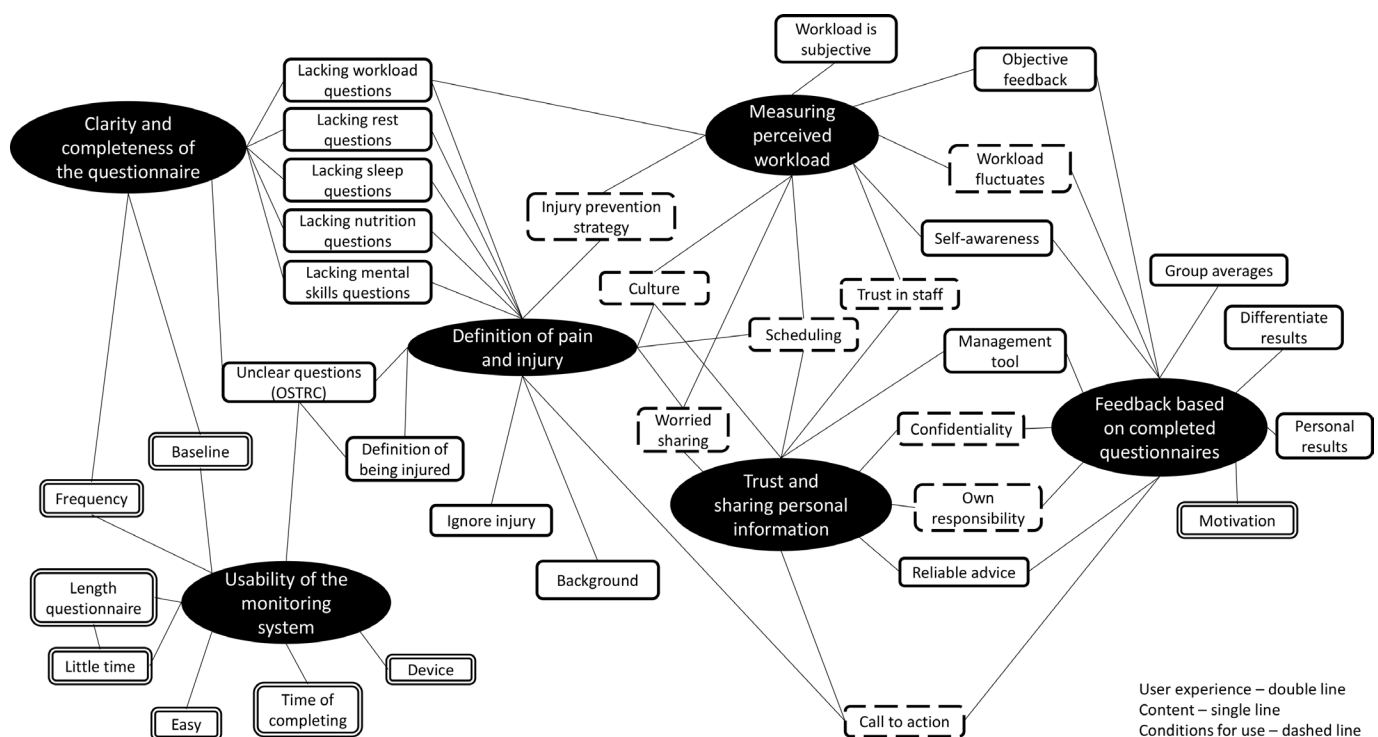 Workload is
subjective
Lacking workload
questions
Objective
feedback
Clarity and
completeness of
the questionnaire
Lacking rest
questions
Measuring
perceived
workload
Lacking sleep
questions
Workload
fluctuates
Lacking nutrition
questions
Injury prevention
strategy
Self-awareness
Lacking mental
skills questions
Culture
Trust in staff
Group averages
Definition of pain
and injury
Scheduling
Management
tool
Differentiate
results
Unclear questions
(OSTRC)
Worried
sharing
Confidentiality
Feedback based
on completed
questionnaires
Personal
results
Baseline
Definition of
being injured
Frequency
Ignore injury
Trust and
sharing personal
information
Own
responsibility
Motivation
Background
Reliable advice
Length
questionnaire
Usability of the
monitoring
system
Little time
Device
Easy
Time of
completing
Call to action
User experience – double line
Content – single line
Conditions for use – dashed line